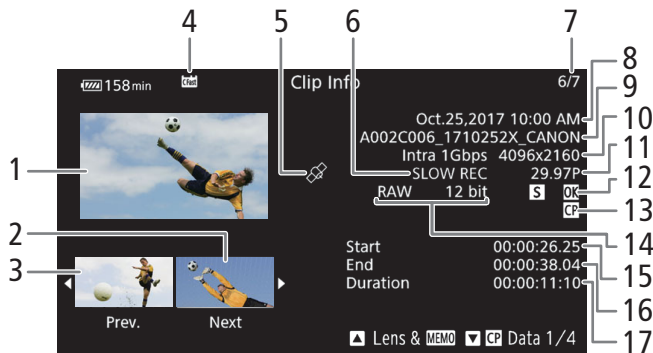 4 5 6 7
158 min CFast Clip Info 6/7
8
Oct.25,2017 10:00 AM
9
A002C006_1710252X_CANON
10
Intra 1Gbps 4096x2160
11
1
SLOW REC 29.97P
12
RAW 12 bit S OK
13
CP
2
14
3
Start 00:00:26.25
15
End 00:00:38.04
16
Duration 00:00:11:10
17
Prev. Next
Lens & MEMO CP Data 1/4